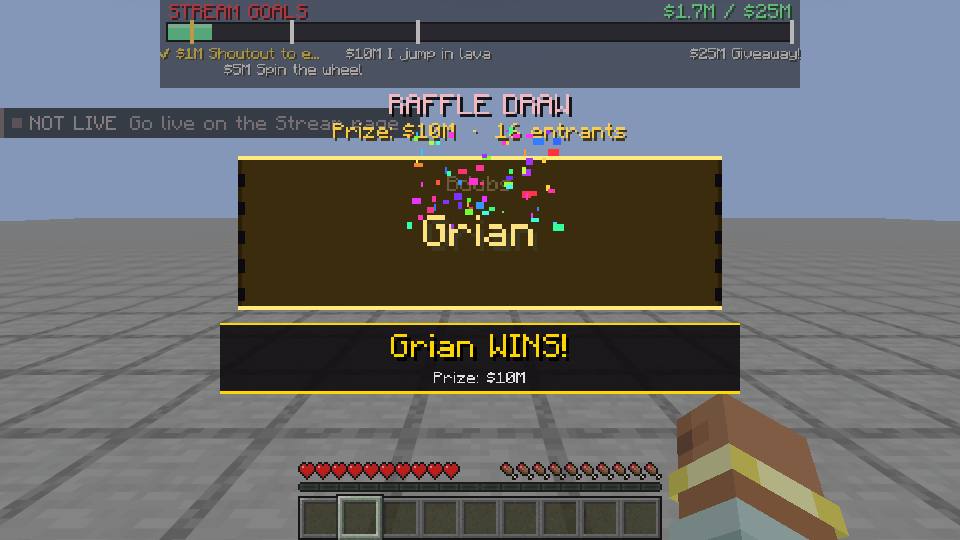 STREAM GOALS
$1.7M / $25M
✓ $1M Shoutout to e...
$10M I jump in lava
$25M Giveaway!
$5M Spin the wheel
RAFFLE DRAW
NOT LIVE Go live on the Stream page
Prize: $10M · 16 entrants
Grian
Grian WINS!
Prize: $10M